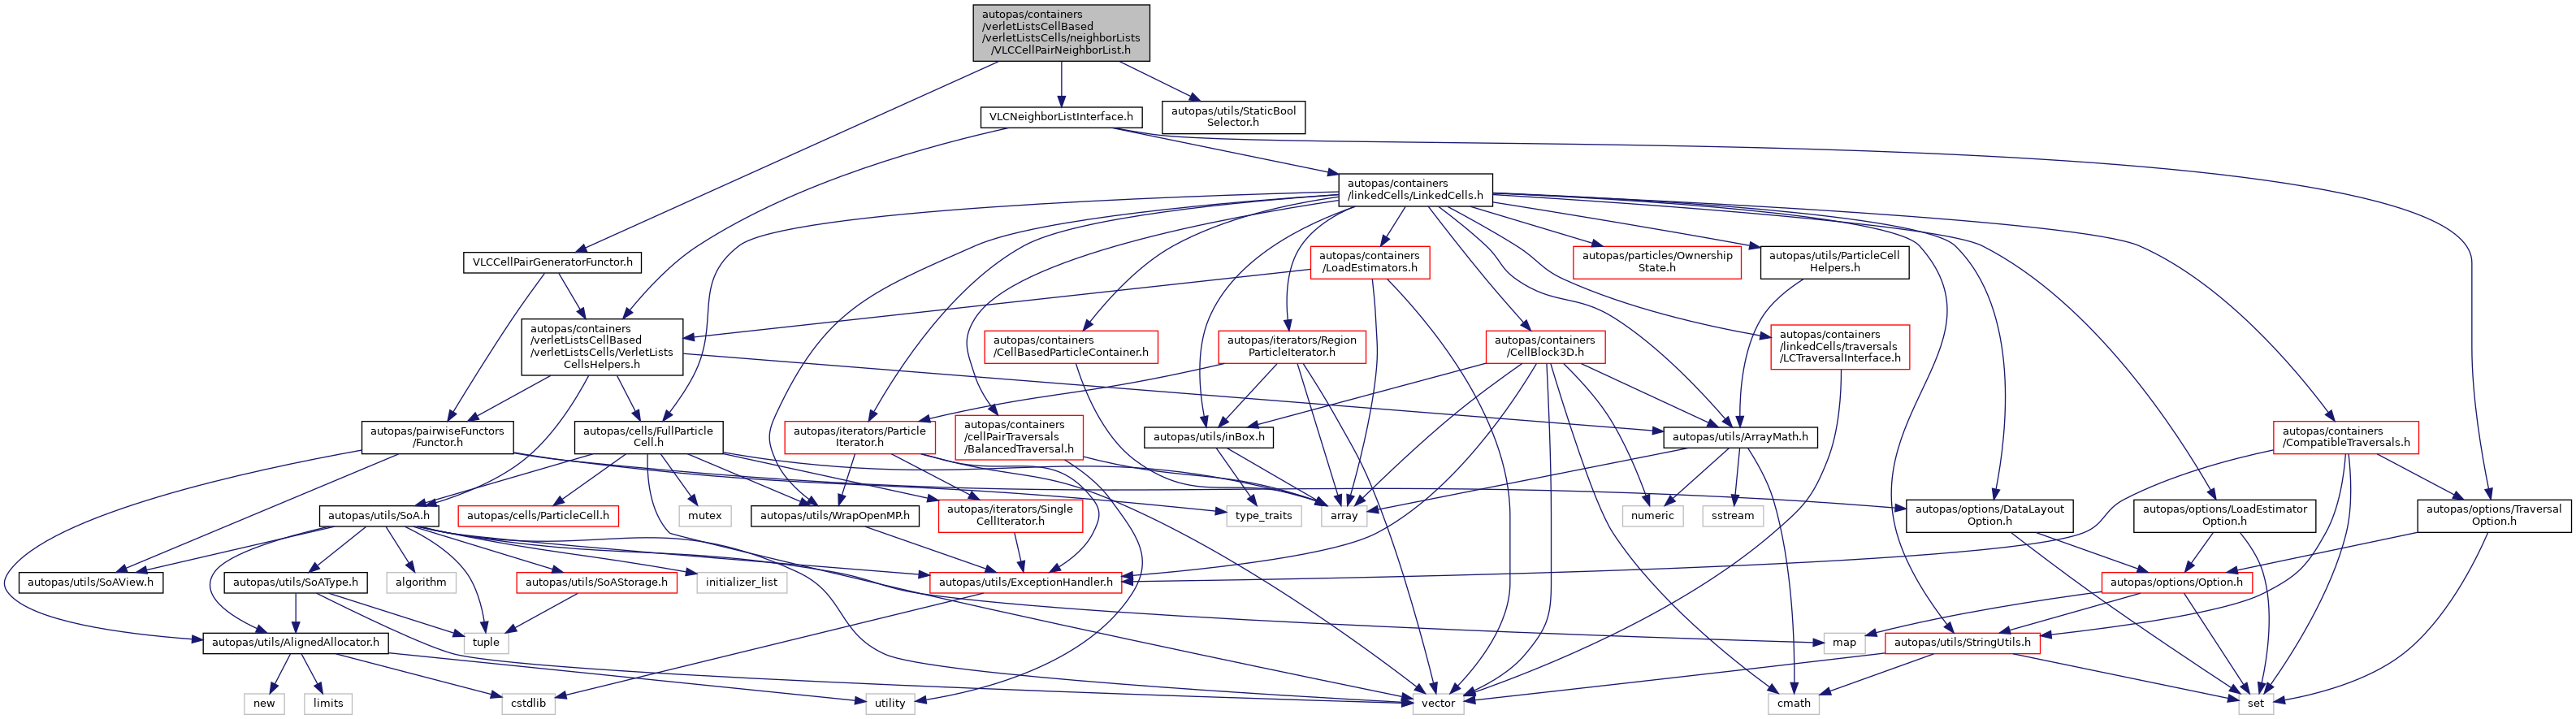 autopas/containers
/verletListsCellBased
/verletListsCells/neighborLists
/VLCCellPairNeighborList.h
VLCNeighborListInterface.h
autopas/utils/StaticBool
Selector.h
autopas/containers
/linkedCells/LinkedCells.h
VLCCellPairGeneratorFunctor.h
autopas/containers
/LoadEstimators.h
autopas/particles/Ownership
State.h
autopas/utils/ParticleCell
Helpers.h
autopas/containers
/verletListsCellBased
/verletListsCells/VerletLists
CellsHelpers.h
autopas/containers
/CellBasedParticleContainer.h
autopas/iterators/Region
ParticleIterator.h
autopas/containers
/CellBlock3D.h
autopas/containers
/linkedCells/traversals
/LCTraversalInterface.h
autopas/pairwiseFunctors
/Functor.h
autopas/cells/FullParticle
Cell.h
autopas/iterators/Particle
Iterator.h
autopas/containers
/cellPairTraversals
/BalancedTraversal.h
autopas/utils/inBox.h
autopas/utils/ArrayMath.h
autopas/containers
/CompatibleTraversals.h
autopas/utils/SoA.h
autopas/cells/ParticleCell.h
mutex
autopas/utils/WrapOpenMP.h
autopas/iterators/Single
CellIterator.h
type_traits
array
numeric
sstream
autopas/options/DataLayout
Option.h
autopas/options/LoadEstimator
Option.h
autopas/options/Traversal
Option.h
autopas/utils/SoAView.h
autopas/utils/SoAType.h
algorithm
autopas/utils/SoAStorage.h
initializer_list
autopas/utils/ExceptionHandler.h
autopas/options/Option.h
autopas/utils/AlignedAllocator.h
tuple
map
autopas/utils/StringUtils.h
new
limits
cstdlib
utility
vector
cmath
set